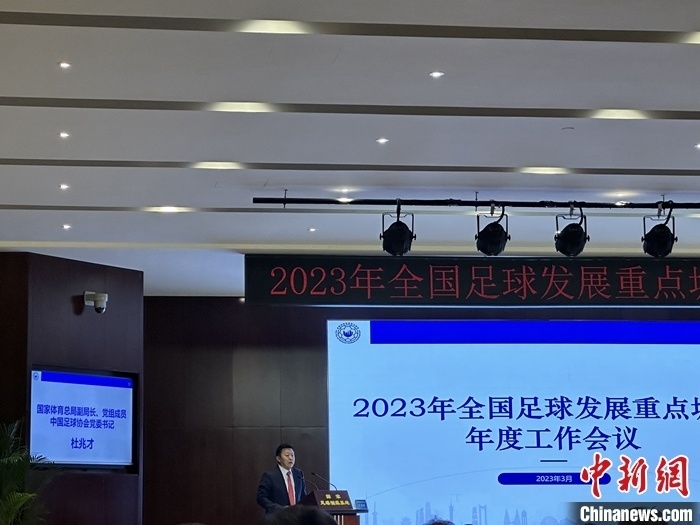 2023年全国足球发展重点
国家体育总局副局长、党组成员
中国足球协会党委书记
杜兆才
2023年全国足球发展重点
年度工作会议
2023年3月
国家
中新网
Chinanews.com